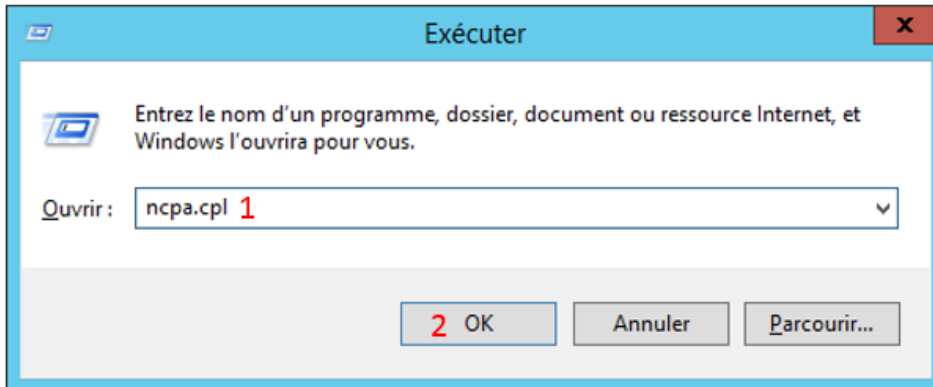 Exécuter
x
Entrez le nom d'un programme, dossier, document ou ressource Internet, et
Windows l'ouvrira pour vous.
Ouvrir : ncpa.cpl 1
2 OK Annuler Parcourir...